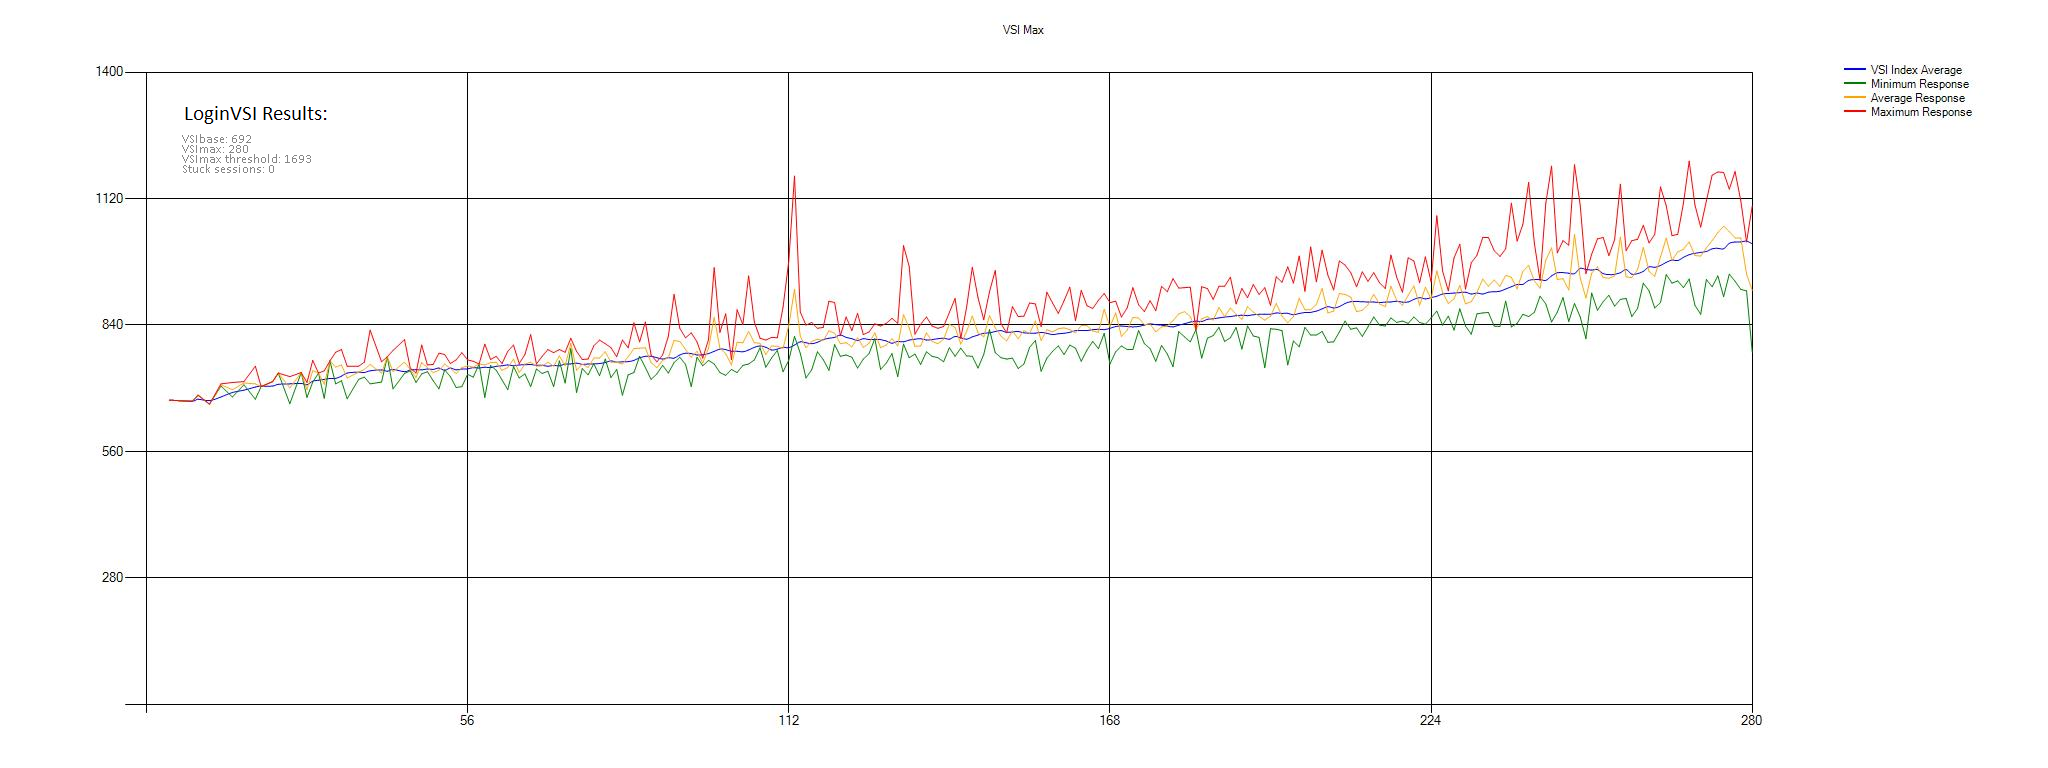 VSI Max
1400
1120
840
560
280
56
112
168
224
280
LoginVSI Results:
VSIbase: 692
VSImax: 280
VSImax threshold: 1693
Stuck sessions: 0
VSI Index Average
Minimum Response
Average Response
Maximum Response